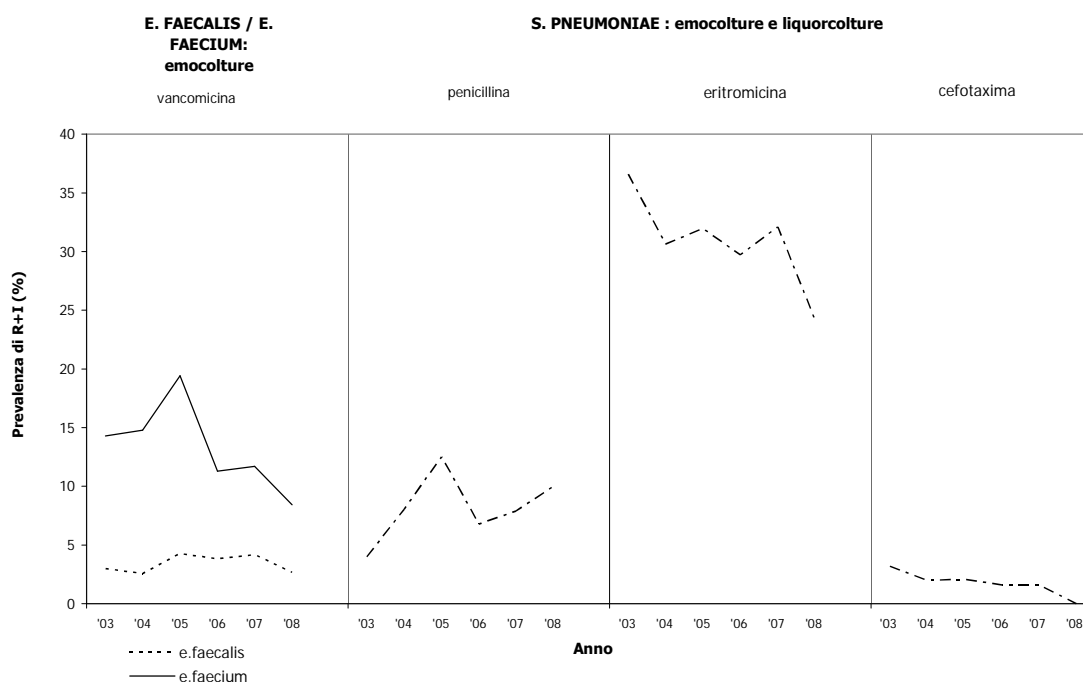 E. FAECALIS / E.
FAECIUM:
emocolture
S. PNEUMONIAE : emocolture e liquorcolture
vancomicina
penicillina
eritromicina
cefotaxima
Prevalenza di R+I (%)
40
35
30
25
20
15
10
5
0
'03 '04 '05 '06 '07 '08 '03 '04 '05 '06 '07 '08 '03 '04 '05 '06 '07 '08 '03 '04 '05 '06 '07 '08
Anno
e.faecalis
e.faecium